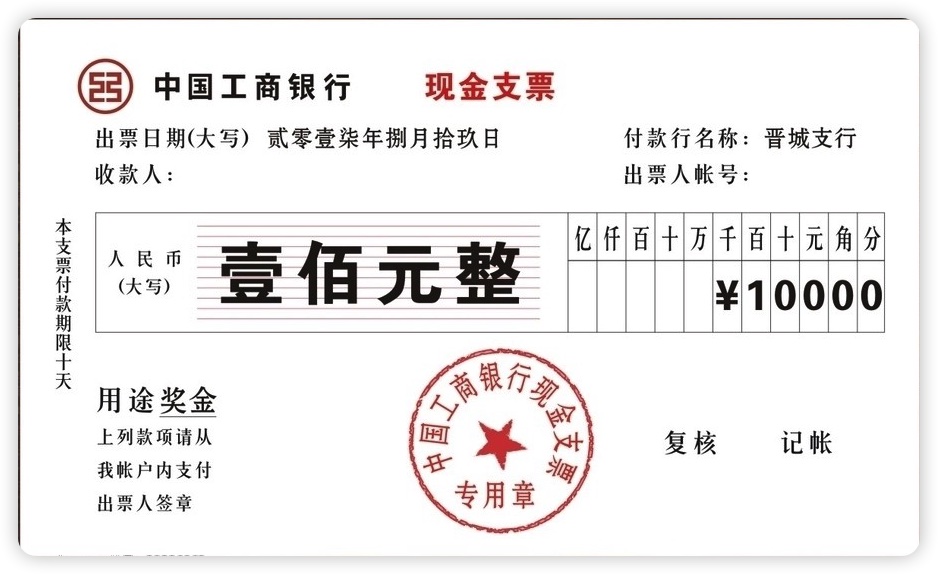 中国工商银行 现金支票
出票日期(大写) 贰零壹柒年捌月拾玖日 付款行名称：晋城支行
收款人： 出票人帐号：
本支票付款期限十天
人民币
(大写)
壹佰元整
亿仟百十万千百十元角分
¥10000
用途奖金
上列款项请从
我帐户内支付
出票人签章
中国工商银行现金支票
专用章
复核 记帐